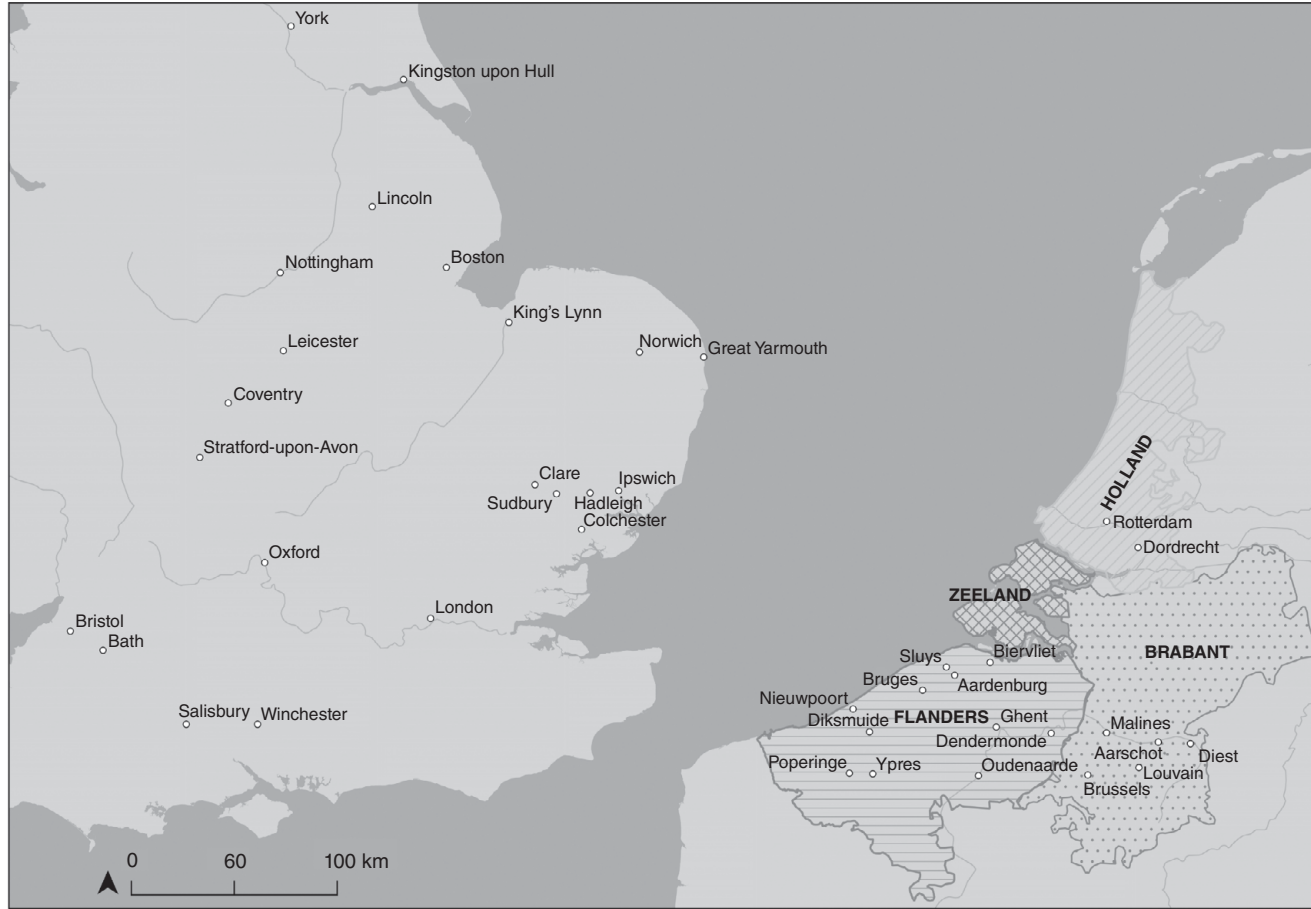 York
Kingston upon Hull
Lincoln
Nottingham
Boston
King's Lynn
Leicester
Norwich
Great Yarmouth
Coventry
Stratford-upon-Avon
Clare
Ipswich
Sudbury
Hadleigh
Colchester
Oxford
London
Bristol
Bath
Salisbury
Winchester
HOLLAND
Rotterdam
Dordrecht
ZEELAND
BRABANT
Sluys
Biervliet
Bruges
Aardenburg
Nieuwpoort
Diksmuide
FLANDERS
Ghent
Malines
Dendermonde
Aarschot
Diest
Poperinge
Ypres
Oudenaarde
Louvain
Brussels
0 60 100 km